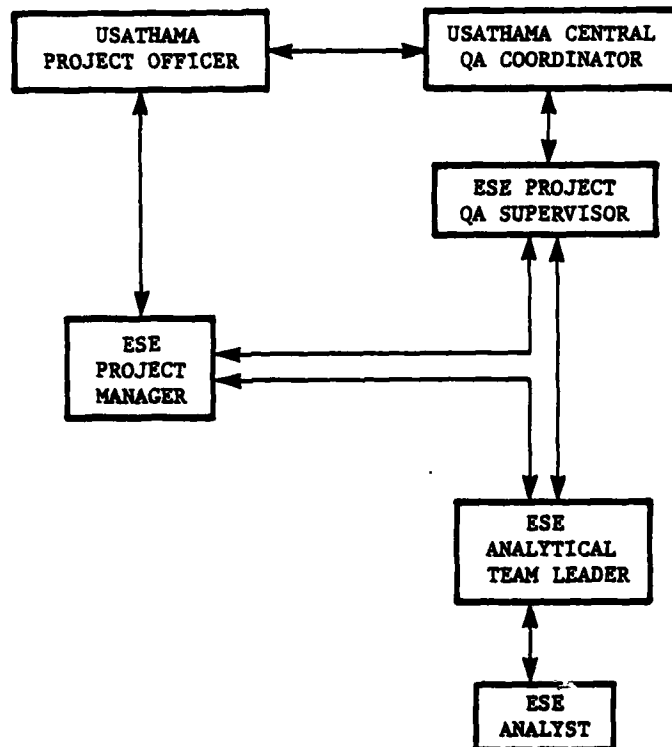 USATHAMA
PROJECT OFFICER
USATHAMA CENTRAL
QA COORDINATOR
ESE PROJECT
QA SUPERVISOR
ESE
PROJECT
MANAGER
ESE
ANALYTICAL
TEAM LEADER
ESE
ANALYST